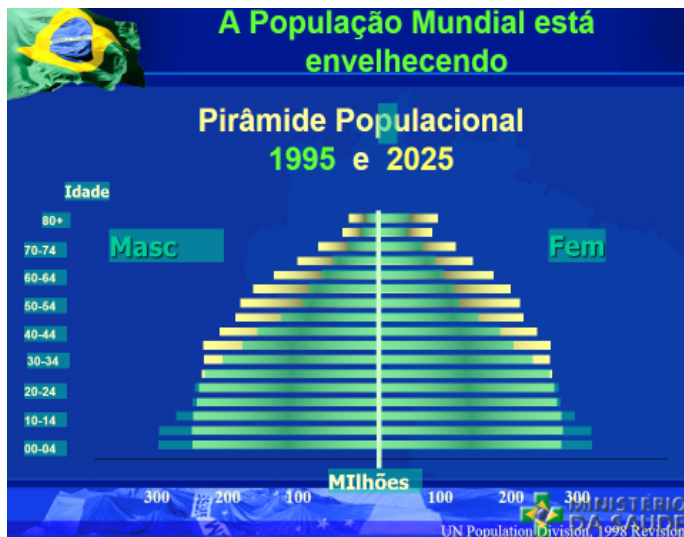 A População Mundial está
envelhecendo
Pirâmide Populacional
1995 e 2025
Idade
80+
Masc
Fem
70-74
60-64
50-54
40-44
30-34
20-24
10-14
00-04
MIlhões
300 200 100 100 200 300
MINISTÉRIO
DA SAÚDE
UN Population Division, 1998 Revision